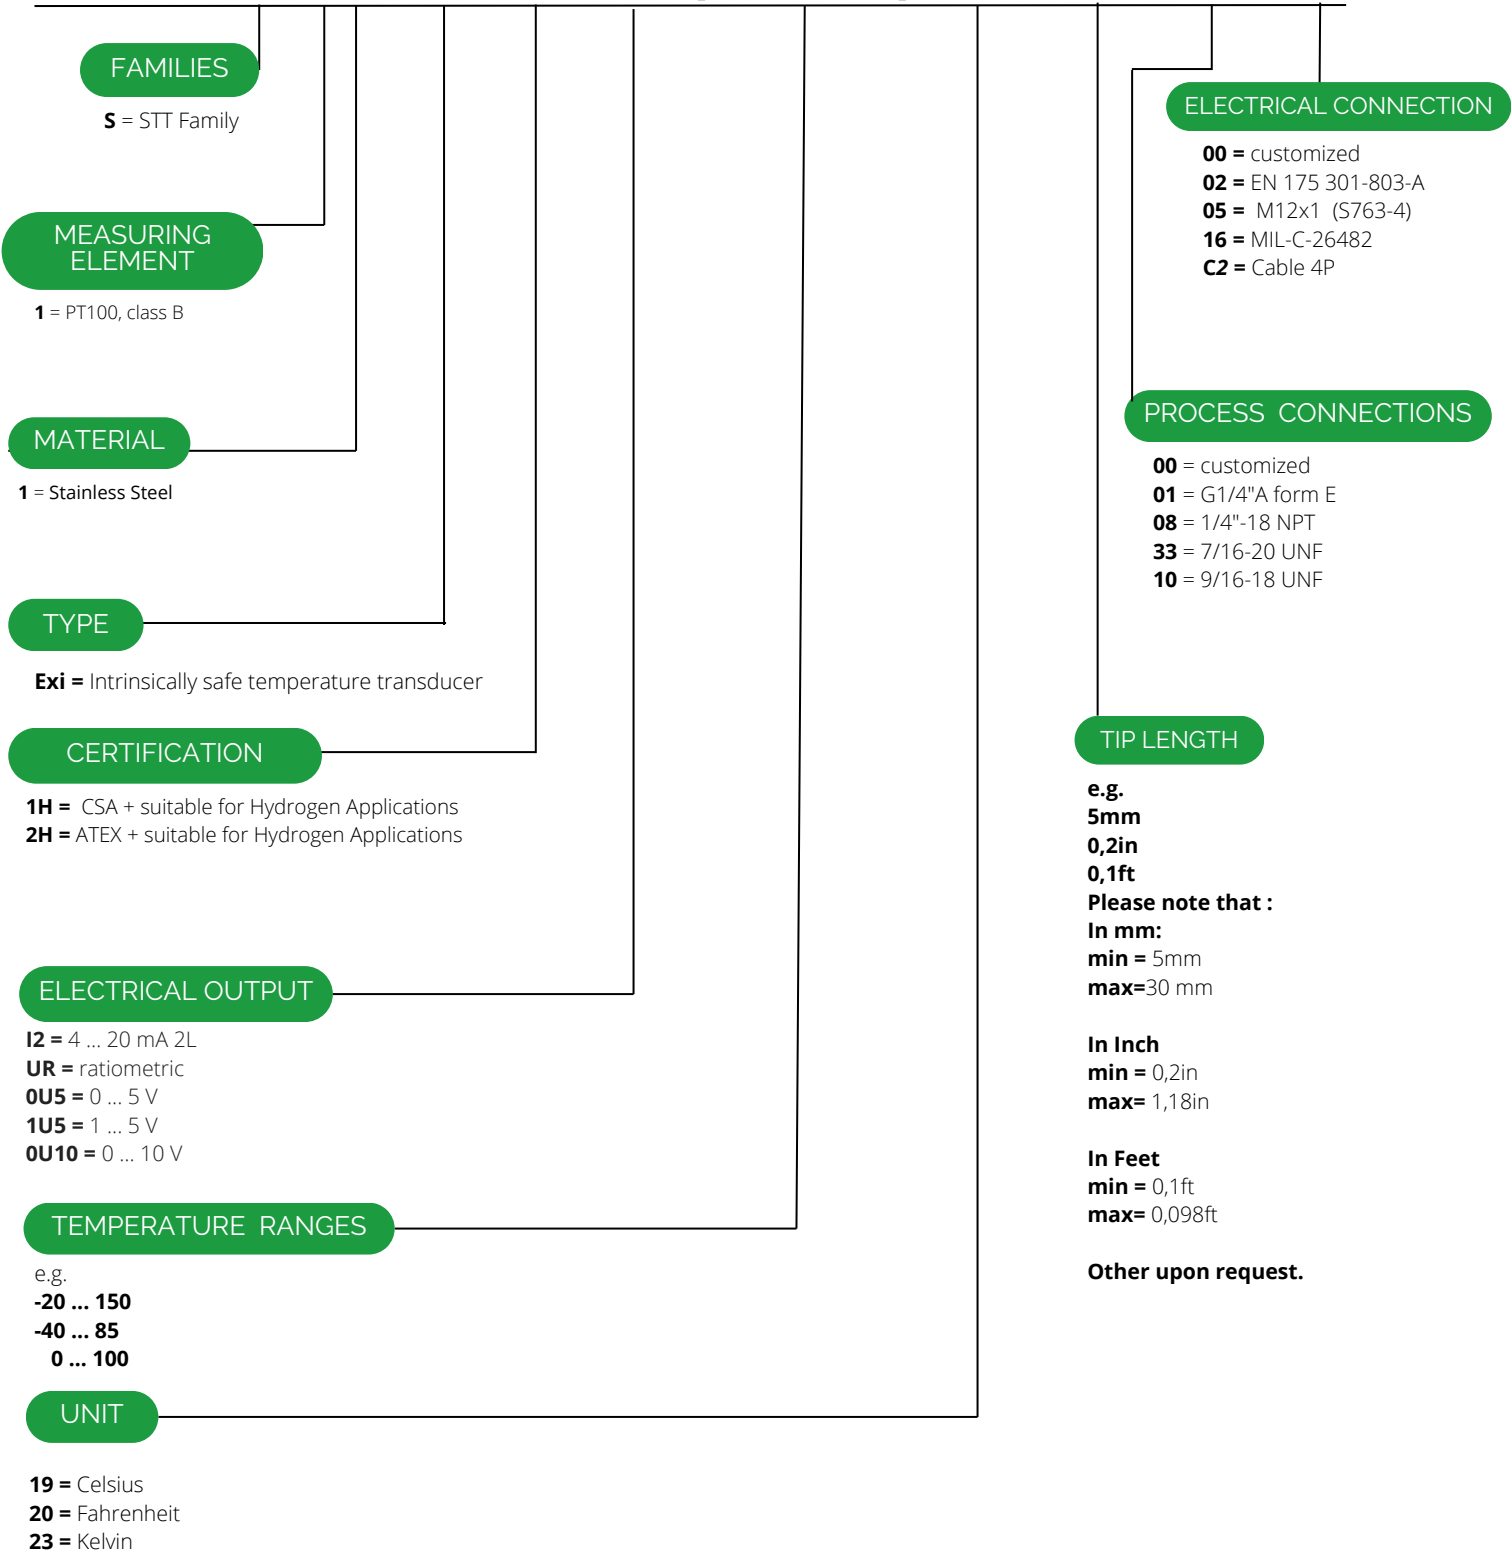 FAMILIES
S = STT Family
MEASURING
ELEMENT
1 = PT100, class B
MATERIAL
1 = Stainless Steel
TYPE
Exi = Intrinsically safe temperature transducer
CERTIFICATION
1H = CSA + suitable for Hydrogen Applications
2H = ATEX + suitable for Hydrogen Applications
ELECTRICAL OUTPUT
I2 = 4 ... 20 mA 2L
UR = ratiometric
0U5 = 0 ... 5 V
1U5 = 1 ... 5 V
0U10 = 0 ... 10 V
TEMPERATURE RANGES
e.g.
-20 ... 150
-40 ... 85
0 ... 100
UNIT
19 = Celsius
20 = Fahrenheit
23 = Kelvin
ELECTRICAL CONNECTION
00 = customized
02 = EN 175 301-803-A
05 = M12x1 (S763-4)
16 = MIL-C-26482
C2 = Cable 4P
PROCESS CONNECTIONS
00 = customized
01 = G1/4"A form E
08 = 1/4"-18 NPT
33 = 7/16-20 UNF
10 = 9/16-18 UNF
TIP LENGTH
e.g.
5mm
0,2in
0,1ft
Please note that :
In mm:
min = 5mm
max=30 mm
In Inch
min = 0,2in
max= 1,18in
In Feet
min = 0,1ft
max= 0,098ft
Other upon request.